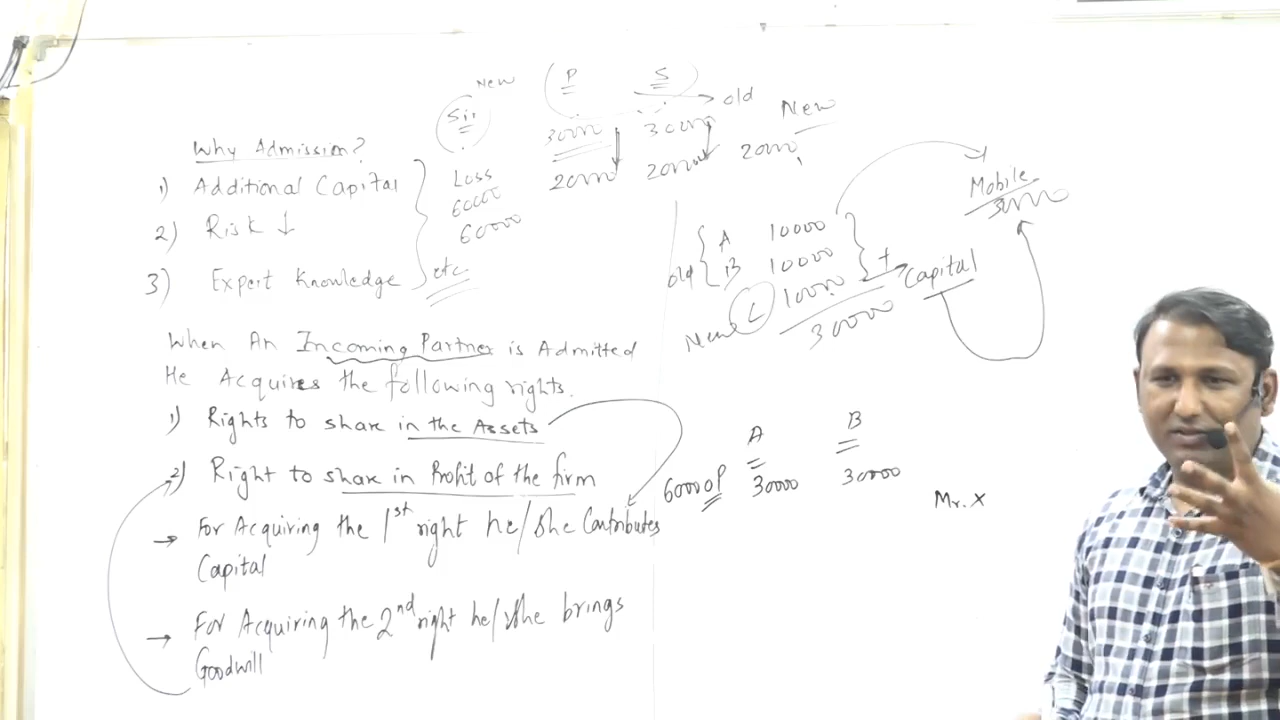 New
P S
Sir
old
New
30000 30000
20000 20000 20000
Why Admission?
1) Additional Capital
2) Risk ↓
3) Expert Knowledge
etc
Loss
60000
60000
Mobile
30000
old { A 10000
B 10000
New C 10000
30000
+ Capital
When An Incoming Partner is Admitted
He Acquires the following rights.
1) Rights to share in the Assets
2) Right to share in Profit of the firm
→ For Acquiring the 1st right he/she Contributes
Capital
→ For Acquiring the 2nd right he/she brings
Goodwill
A B
60000 P 30000 30000
Mr. X